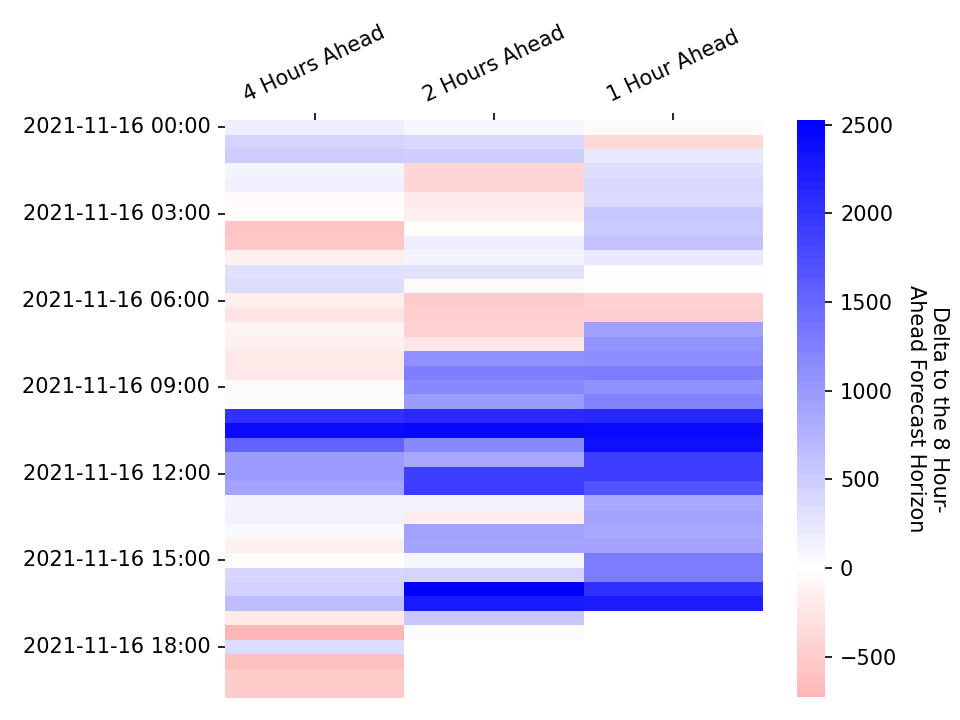 4 Hours Ahead
2 Hours Ahead
1 Hour Ahead
2021-11-16 00:00
2021-11-16 03:00
2021-11-16 06:00
2021-11-16 09:00
2021-11-16 12:00
2021-11-16 15:00
2021-11-16 18:00
2500
2000
1500
1000
500
0
−500
Delta to the 8 Hour-
Ahead Forecast Horizon